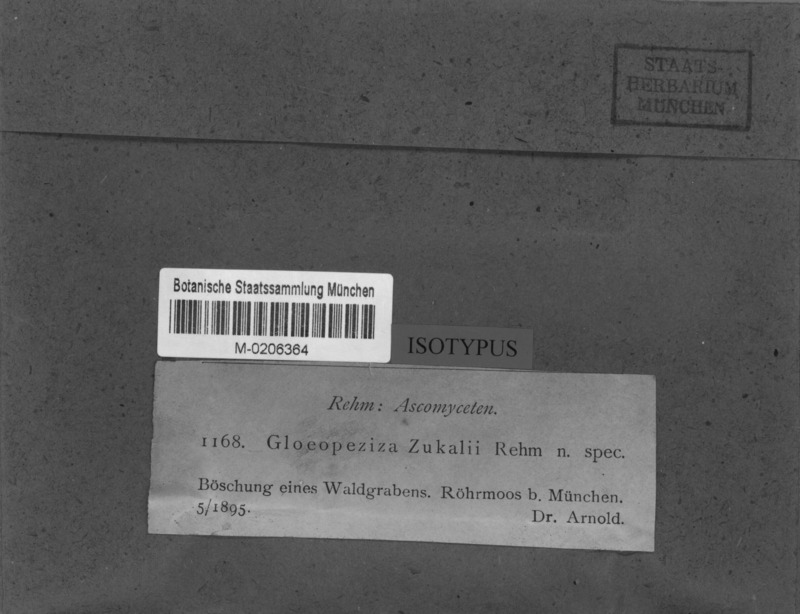 STAATS-
HERBARIUM
MÜNCHEN
Botanische Staatssammlung München
M-0206364
ISOTYPUS
Rehm: Ascomyceten.
1168. Gloeopeziza Zukalii Rehm n. spec.
Böschung eines Waldgrabens. Röhrmoos b. München.
5/1895. Dr. Arnold.